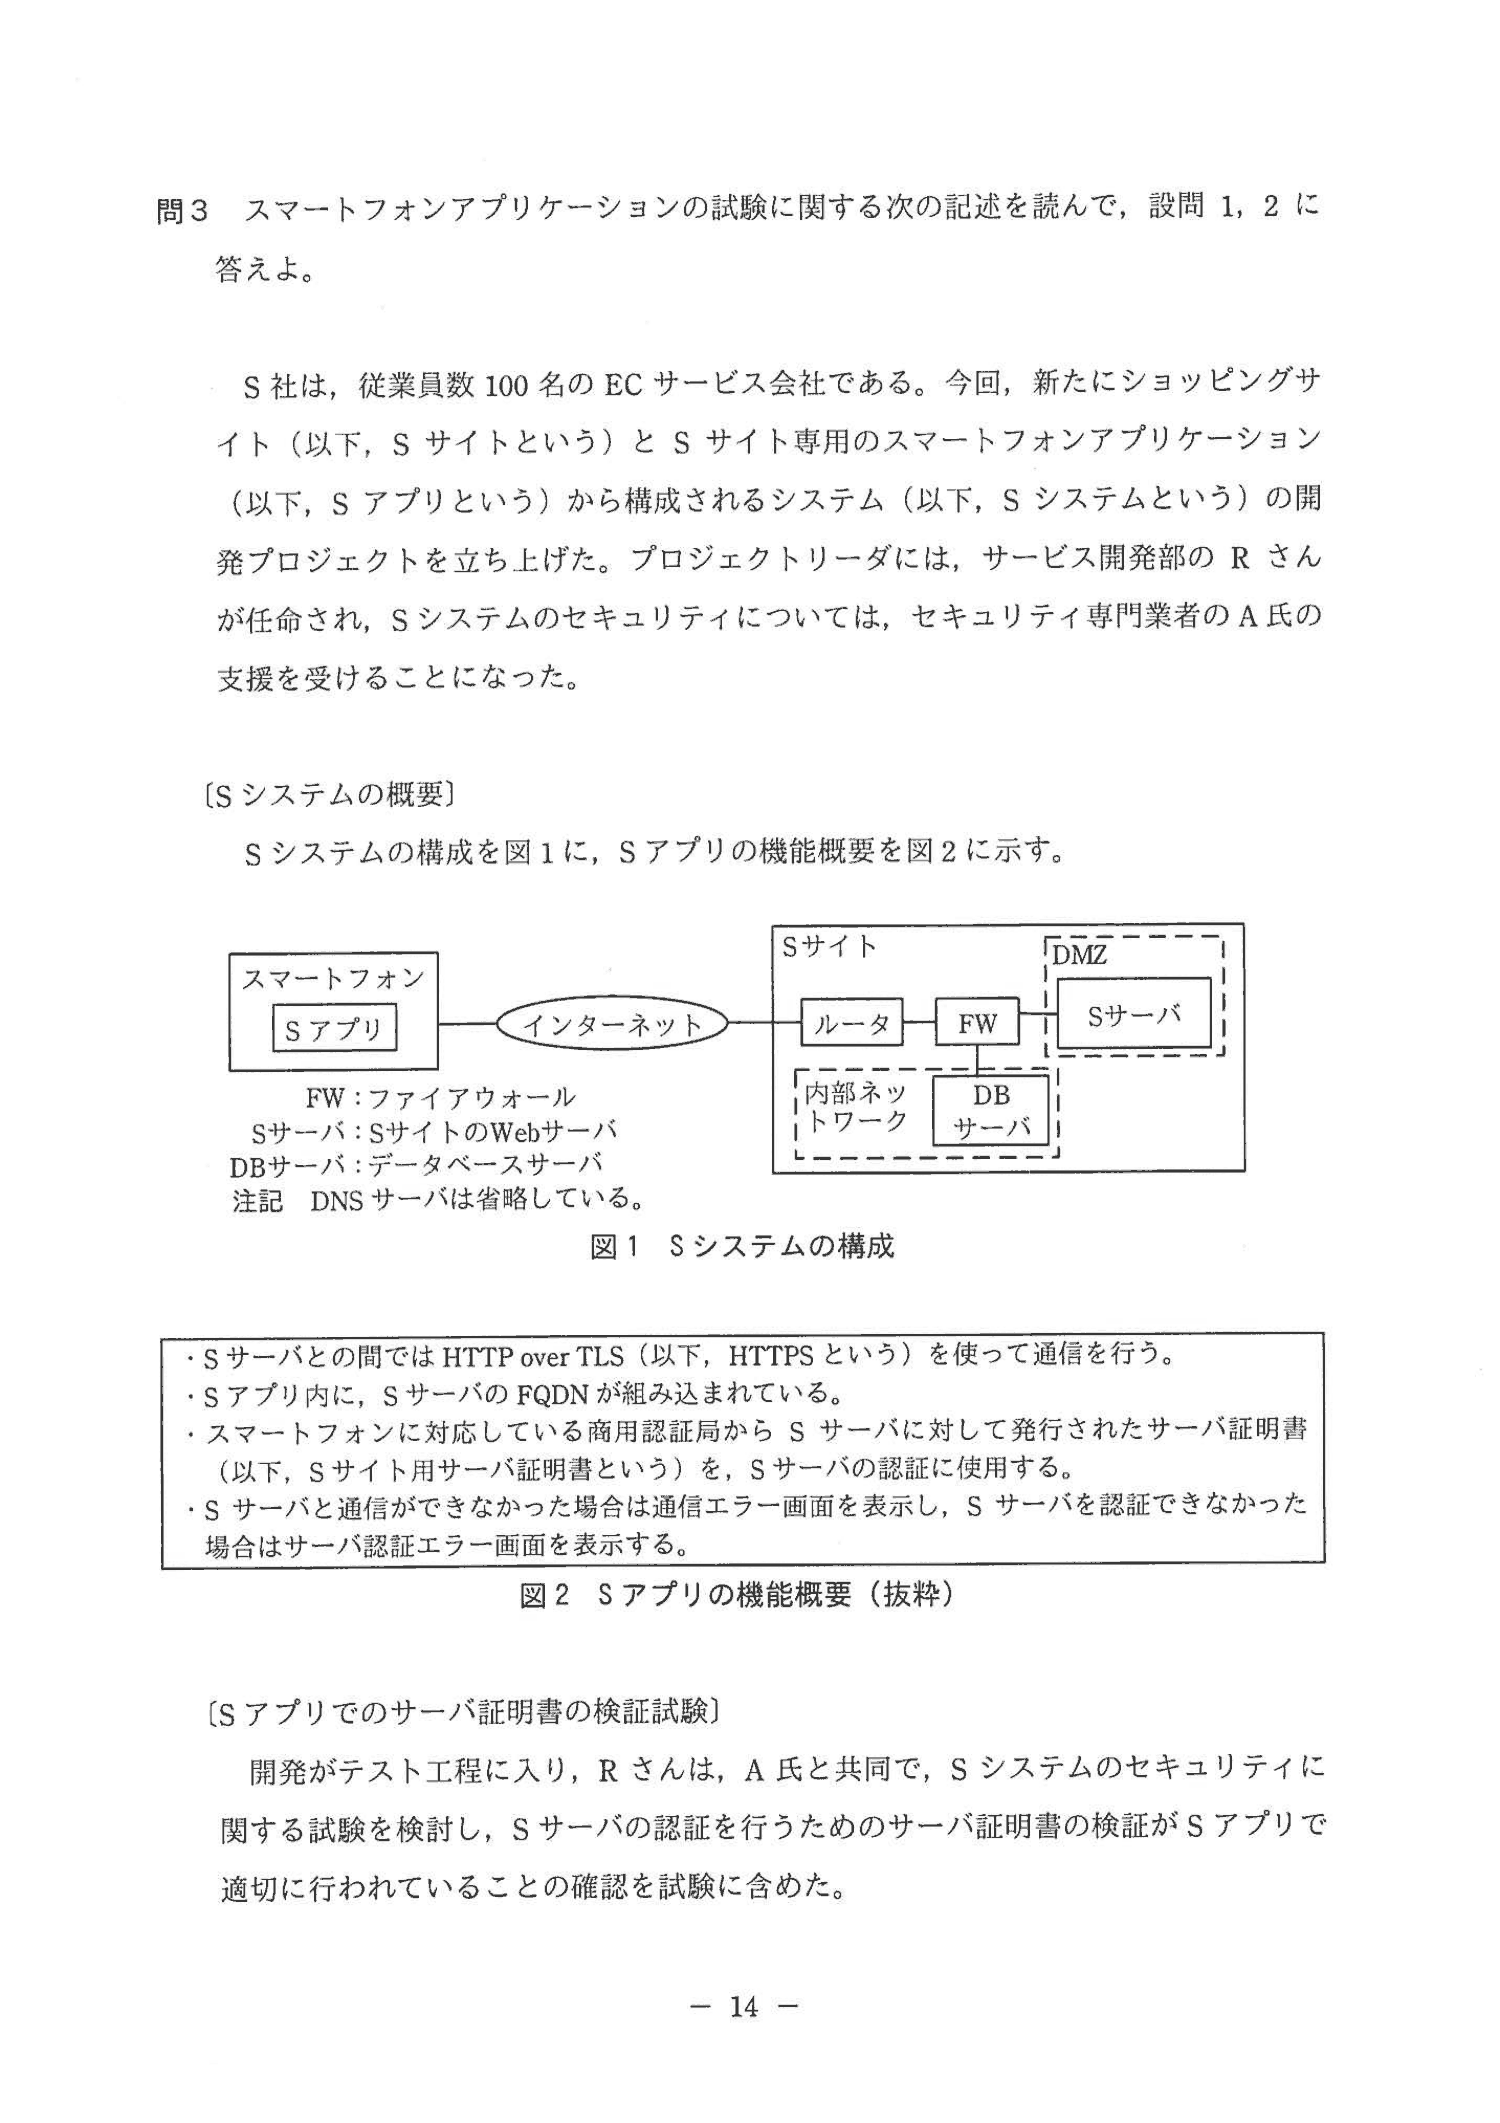 問3 スマートフォンアプリケーションの試験に関する次の記述を読んで，設問 1，2 に
答えよ。
S 社は，従業員数 100 名の EC サービス会社である。今回，新たにショッピングサ
イト（以下，S サイトという）と S サイト専用のスマートフォンアプリケーション
（以下，S アプリという）から構成されるシステム（以下，S システムという）の開
発プロジェクトを立ち上げた。プロジェクトリーダには，サービス開発部の R さん
が任命され，S システムのセキュリティについては，セキュリティ専門業者の A 氏の
支援を受けることになった。
〔S システムの概要〕
S システムの構成を図 1 に，S アプリの機能概要を図 2 に示す。
スマートフォン
S アプリ
インターネット
Sサイト
ルータ
FW
DMZ
Sサーバ
内部ネッ
トワーク
DB
サーバ
FW：ファイアウォール
Sサーバ：SサイトのWebサーバ
DBサーバ：データベースサーバ
注記 DNS サーバは省略している。
図 1 S システムの構成
・S サーバとの間では HTTP over TLS（以下，HTTPS という）を使って通信を行う。
・S アプリ内に，S サーバの FQDN が組み込まれている。
・スマートフォンに対応している商用認証局から S サーバに対して発行されたサーバ証明書
（以下，S サイト用サーバ証明書という）を，S サーバの認証に使用する。
・S サーバと通信ができなかった場合は通信エラー画面を表示し，S サーバを認証できなかった
場合はサーバ認証エラー画面を表示する。
図 2 S アプリの機能概要（抜粋）
〔S アプリでのサーバ証明書の検証試験〕
開発がテスト工程に入り，R さんは，A 氏と共同で，S システムのセキュリティに
関する試験を検討し，S サーバの認証を行うためのサーバ証明書の検証が S アプリで
適切に行われていることの確認を試験に含めた。
－ 14 －